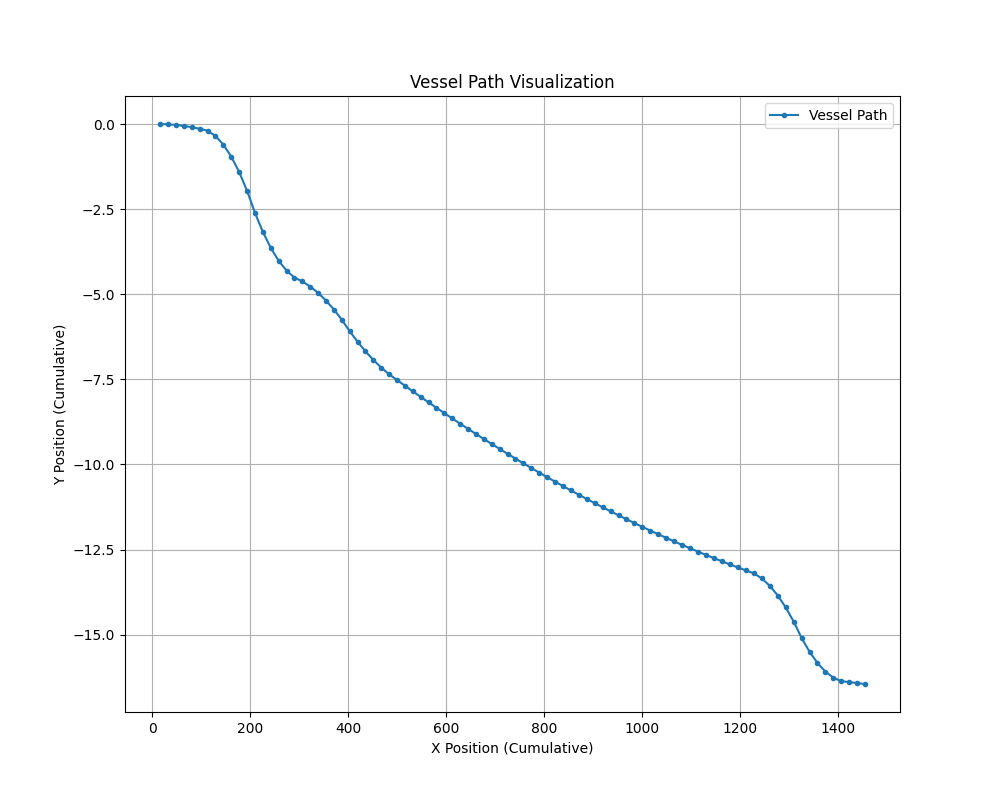 Vessel Path Visualization
Vessel Path
0.0
−2.5
−5.0
−7.5
−10.0
−12.5
−15.0
Y Position (Cumulative)
0 200 400 600 800 1000 1200 1400
X Position (Cumulative)